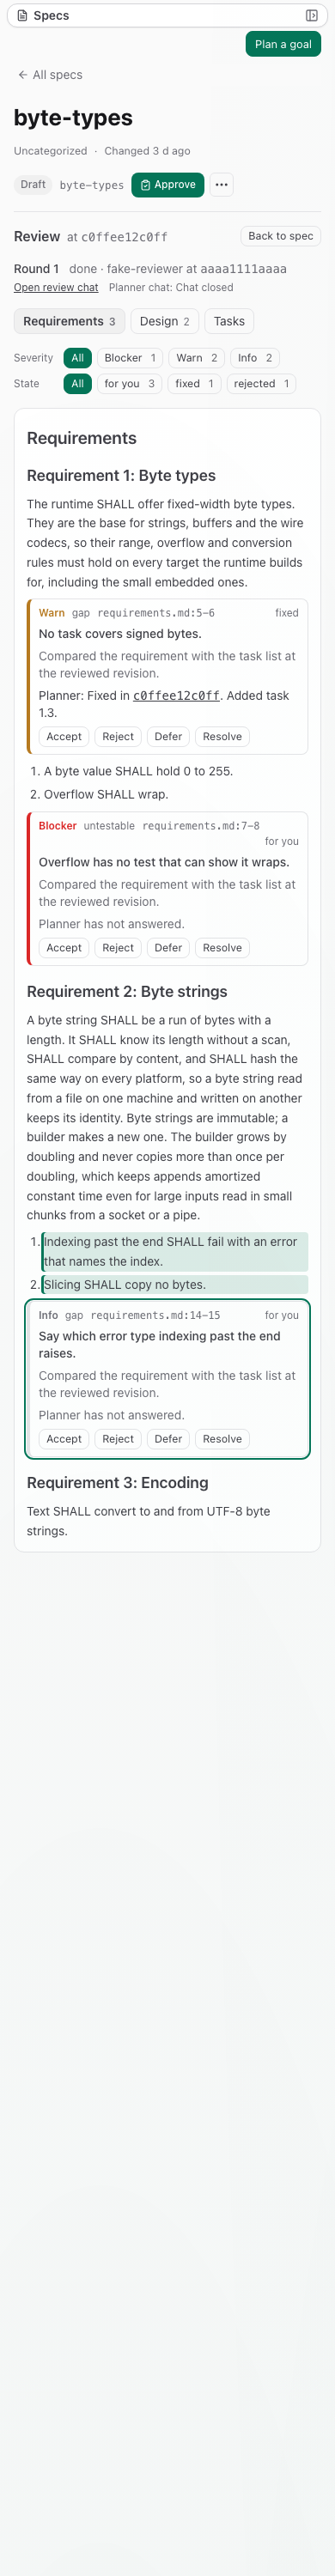 Specs
Plan a goal
← All specs
byte-types
Uncategorized · Changed 3 d ago
Draft byte-types Approve ...
Review at c0ffee12c0ff Back to spec
Round 1 done · fake-reviewer at aaaa1111aaaa
Open review chat Planner chat: Chat closed
Requirements 3 Design 2 Tasks
Severity All Blocker 1 Warn 2 Info 2
State All for you 3 fixed 1 rejected 1
Requirements
Requirement 1: Byte types
The runtime SHALL offer fixed-width byte types.
They are the base for strings, buffers and the wire
codecs, so their range, overflow and conversion
rules must hold on every target the runtime builds
for, including the small embedded ones.
Warn gap requirements.md:5–6 fixed
No task covers signed bytes.
Compared the requirement with the task list at
the reviewed revision.
Planner: Fixed in c0ffee12c0ff. Added task
1.3.
Accept Reject Defer Resolve
1. A byte value SHALL hold 0 to 255.
2. Overflow SHALL wrap.
Blocker untestable requirements.md:7–8
for you
Overflow has no test that can show it wraps.
Compared the requirement with the task list at
the reviewed revision.
Planner has not answered.
Accept Reject Defer Resolve
Requirement 2: Byte strings
A byte string SHALL be a run of bytes with a
length. It SHALL know its length without a scan,
SHALL compare by content, and SHALL hash the
same way on every platform, so a byte string read
from a file on one machine and written on another
keeps its identity. Byte strings are immutable; a
builder makes a new one. The builder grows by
doubling and never copies more than once per
doubling, which keeps appends amortized
constant time even for large inputs read in small
chunks from a socket or a pipe.
1. Indexing past the end SHALL fail with an error
that names the index.
2. Slicing SHALL copy no bytes.
Info gap requirements.md:14–15 for you
Say which error type indexing past the end
raises.
Compared the requirement with the task list at
the reviewed revision.
Planner has not answered.
Accept Reject Defer Resolve
Requirement 3: Encoding
Text SHALL convert to and from UTF-8 byte
strings.